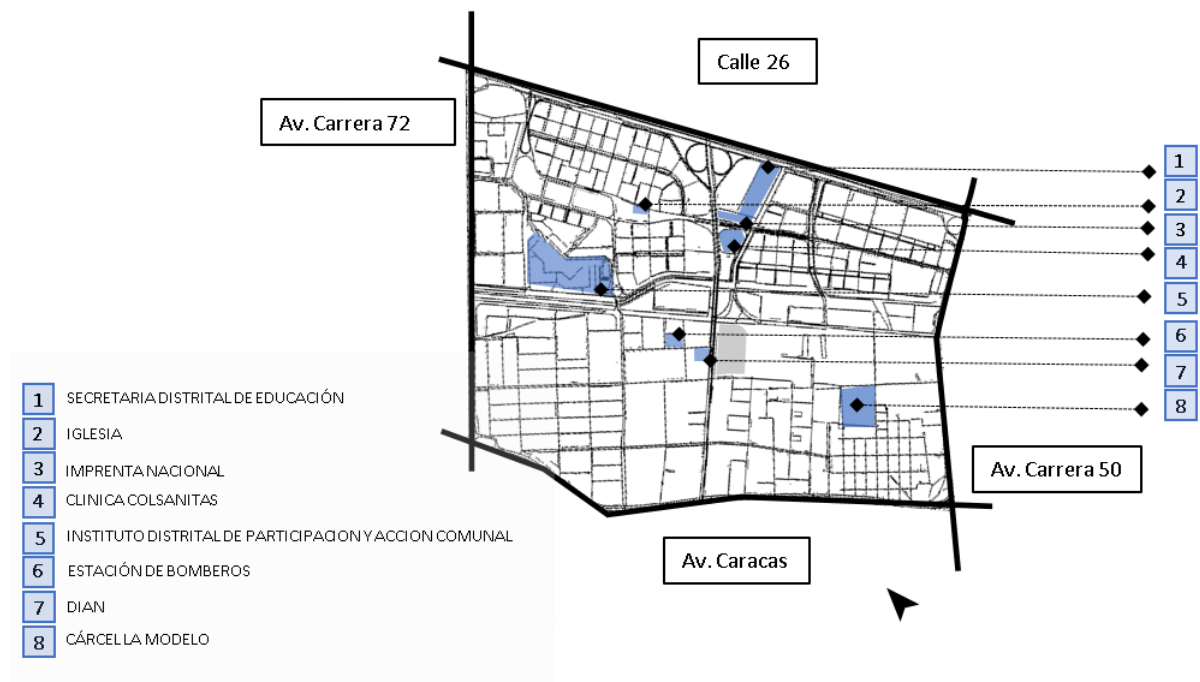 Calle 26
Av. Carrera 72
1
2
3
4
5
6
7
8
1 SECRETARIA DISTRITAL DE EDUCACIÓN
2 IGLESIA
3 IMPRENTA NACIONAL
4 CLINICA COLSANITAS
5 INSTITUTO DISTRITAL DE PARTICIPACION Y ACCION COMUNAL
6 ESTACIÓN DE BOMBEROS
7 DIAN
8 CÁRCEL LA MODELO
Av. Carrera 50
Av. Caracas